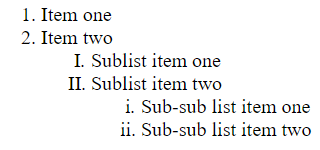 1. Item one
2. Item two
I. Sublist item one
II. Sublist item two
i. Sub-sub list item one
ii. Sub-sub list item two